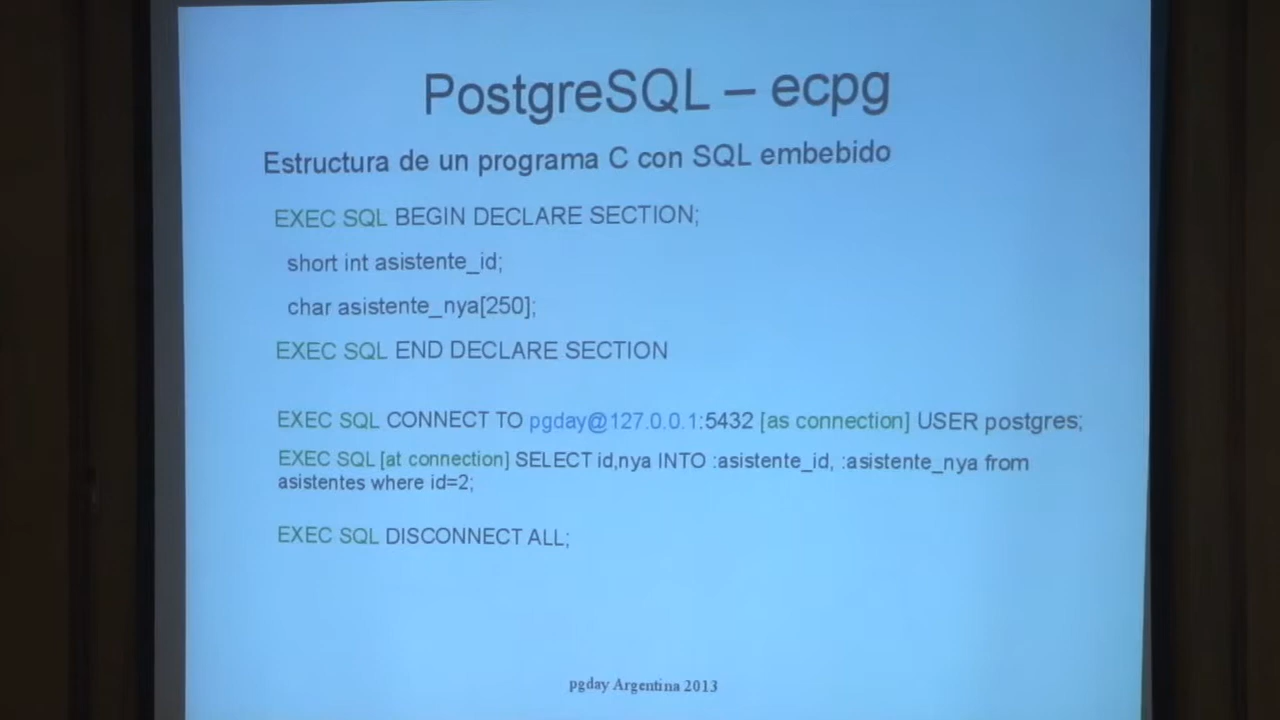 PostgreSQL – ecpg
Estructura de un programa C con SQL embebido
EXEC SQL BEGIN DECLARE SECTION;
short int asistente_id;
char asistente_nya[250];
EXEC SQL END DECLARE SECTION
EXEC SQL CONNECT TO pgday@127.0.0.1:5432 [as connection] USER postgres;
EXEC SQL [at connection] SELECT id,nya INTO :asistente_id, :asistente_nya from
asistentes where id=2;
EXEC SQL DISCONNECT ALL;
pgday Argentina 2013